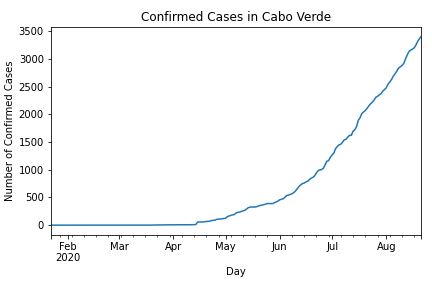 Confirmed Cases in Cabo Verde
3500
3000
2500
2000
1500
1000
500
0
Number of Confirmed Cases
Feb Mar Apr May Jun Jul Aug
2020
Day